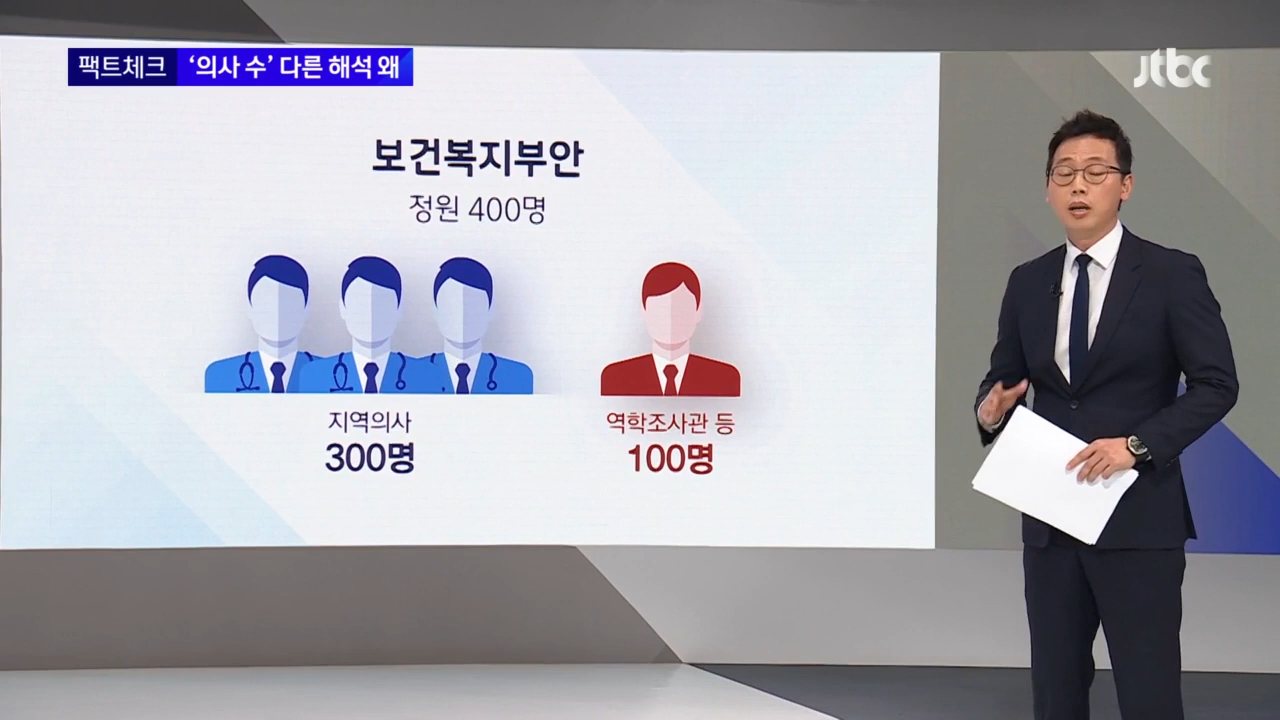 팩트체크 '의사 수' 다른 해석 왜
jtbc
보건복지부안
정원 400명
지역의사
300명
역학조사관 등
100명